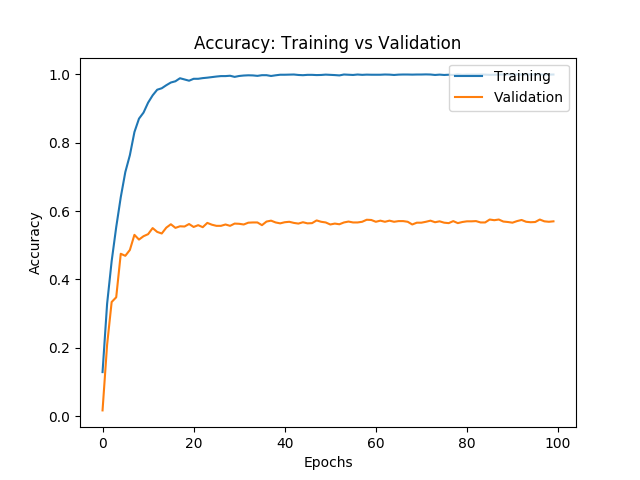 Accuracy: Training vs Validation
1.0
0.8
0.6
0.4
0.2
0.0
Accuracy
Training
Validation
0 20 40 60 80 100
Epochs